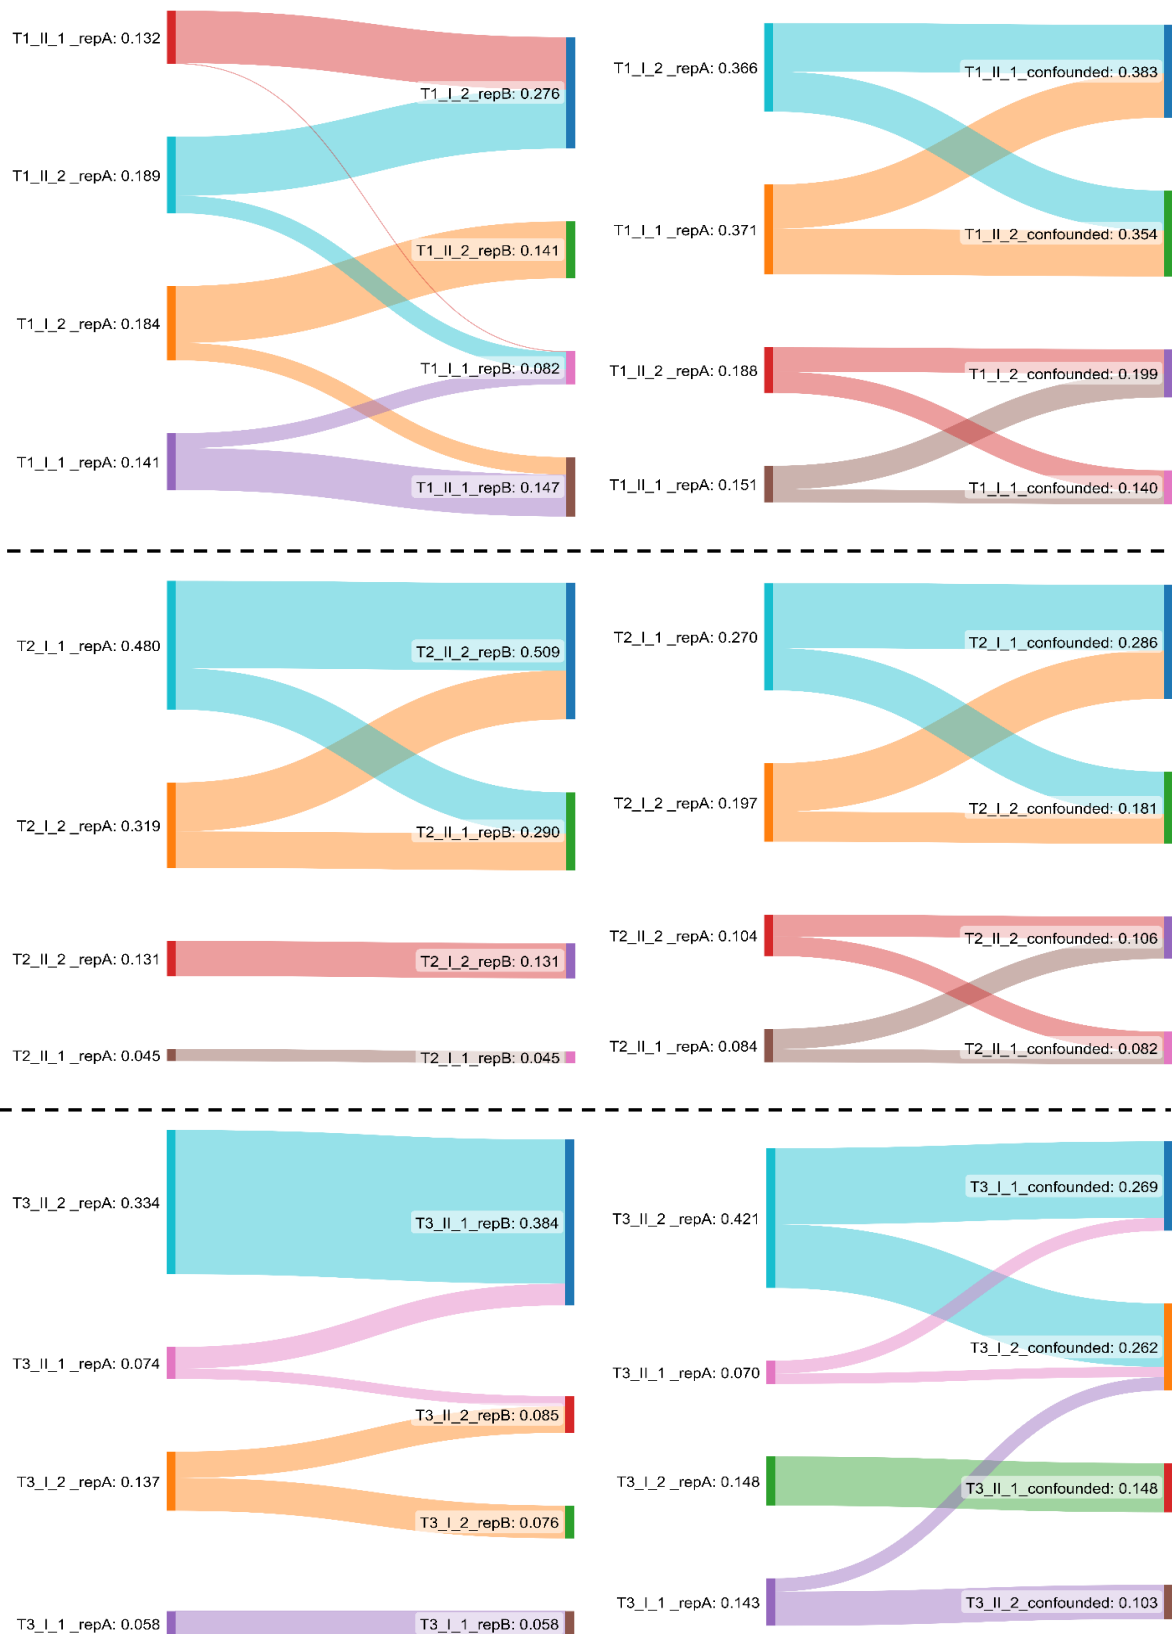 T1_II_1 _repA: 0.132
T1_I_2_repB: 0.276
T1_II_2 _repA: 0.189
T1_II_2_repB: 0.141
T1_I_2 _repA: 0.184
T1_I_1_repB: 0.082
T1_I_1 _repA: 0.141
T1_II_1_repB: 0.147
T1_I_2 _repA: 0.366
T1_II_1_confounded: 0.383
T1_I_1 _repA: 0.371
T1_II_2_confounded: 0.354
T1_II_2 _repA: 0.188
T1_I_2_confounded: 0.199
T1_II_1 _repA: 0.151
T1_I_1_confounded: 0.140
T2_I_1 _repA: 0.480
T2_II_2_repB: 0.509
T2_I_2 _repA: 0.319
T2_II_1_repB: 0.290
T2_II_2 _repA: 0.131
T2_I_2_repB: 0.131
T2_II_1 _repA: 0.045
T2_I_1_repB: 0.045
T2_I_1 _repA: 0.270
T2_I_1_confounded: 0.286
T2_I_2 _repA: 0.197
T2_I_2_confounded: 0.181
T2_II_2 _repA: 0.104
T2_II_2_confounded: 0.106
T2_II_1 _repA: 0.084
T2_II_1_confounded: 0.082
T3_II_2 _repA: 0.334
T3_II_1_repB: 0.384
T3_II_1 _repA: 0.074
T3_II_2_repB: 0.085
T3_I_2 _repA: 0.137
T3_I_2_repB: 0.076
T3_I_1 _repA: 0.058
T3_I_1_repB: 0.058
T3_II_2 _repA: 0.421
T3_I_1_confounded: 0.269
T3_II_1 _repA: 0.070
T3_I_2_confounded: 0.262
T3_I_2 _repA: 0.148
T3_II_1_confounded: 0.148
T3_I_1 _repA: 0.143
T3_II_2_confounded: 0.103